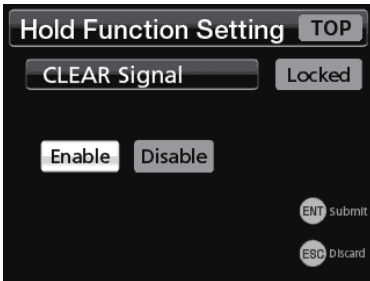 Hold Function Setting TOP
CLEAR Signal Locked
Enable Disable
ENT Submit
ESC Discard